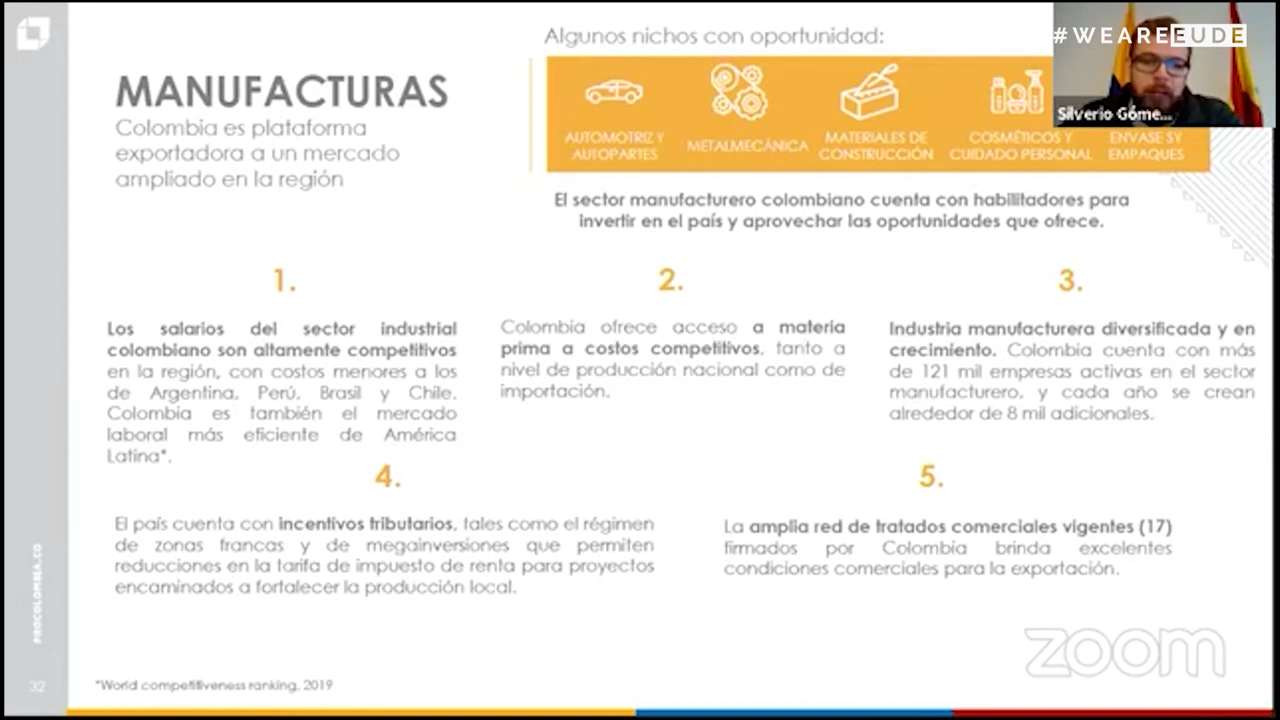 Algunos nichos con oportunidad:
#WEAREEUDE
MANUFACTURAS
Colombia es plataforma
exportadora a un mercado
ampliado en la región
AUTOMOTRIZ Y
AUTOPARTES
METALMECÁNICA
MATERIALES DE
CONSTRUCCIÓN
COSMÉTICOS Y
CUIDADO PERSONAL
ENVASE SY
EMPAQUES
Silverio Góme...
El sector manufacturero colombiano cuenta con habilitadores para
invertir en el país y aprovechar las oportunidades que ofrece.
1.
Los salarios del sector industrial
colombiano son altamente competitivos
en la región, con costos menores a los
de Argentina, Perú, Brasil y Chile.
Colombia es también el mercado
laboral más eficiente de América
Latina*.
2.
Colombia ofrece acceso a materia
prima a costos competitivos, tanto a
nivel de producción nacional como de
importación.
3.
Industria manufacturera diversificada y en
crecimiento. Colombia cuenta con más
de 121 mil empresas activas en el sector
manufacturero, y cada año se crean
alrededor de 8 mil adicionales.
4.
El país cuenta con incentivos tributarios, tales como el régimen
de zonas francas y de megainversiones que permiten
reducciones en la tarifa de impuesto de renta para proyectos
encaminados a fortalecer la producción local.
5.
La amplia red de tratados comerciales vigentes (17)
firmados por Colombia brinda excelentes
condiciones comerciales para la exportación.
PROCOLOMBIA.CO
32
*World competitiveness ranking, 2019
zoom